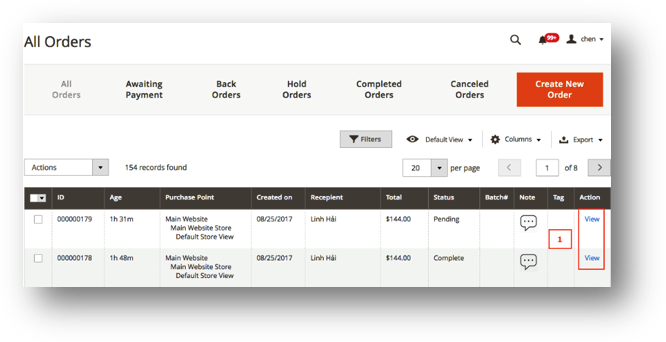 All Orders
99+
chen
All
Orders
Awaiting
Payment
Back
Orders
Hold
Orders
Completed
Orders
Canceled
Orders
Create New
Order
Filters
Default View
Columns
Export
Actions
154 records found
20
per page
1
of 8
ID Age Purchase Point Created on Recepient Total Status Batch# Note Tag Action
000000179 1h 31m Main Website 08/25/2017 Linh Hải $144.00 Pending View
Main Website Store
Default Store View
1
000000178 1h 48m Main Website 08/25/2017 Linh Hải $144.00 Complete View
Main Website Store
Default Store View